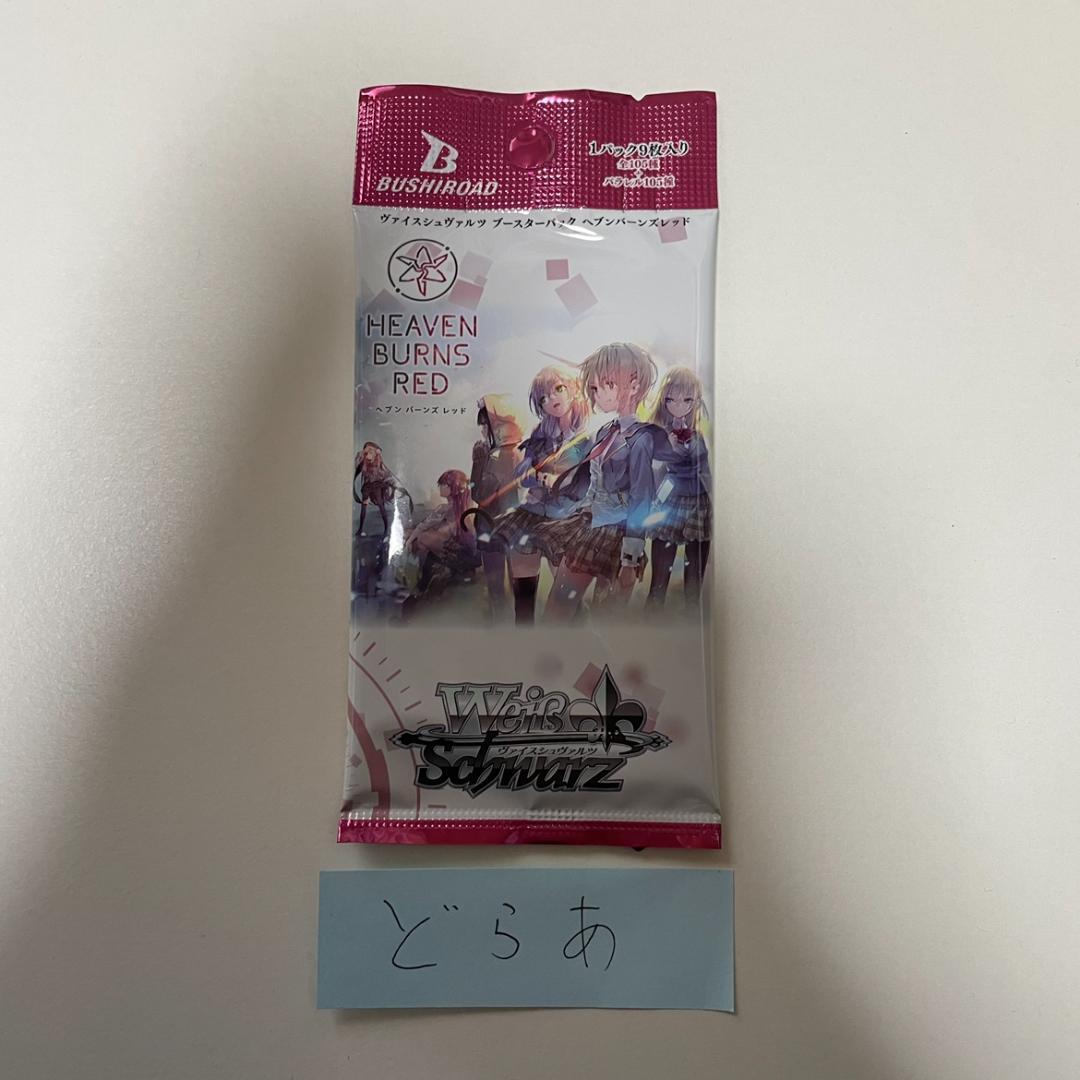 BUSHIROAD
1パック9枚入り
全105種
+
パラレル105種
ヴァイスシュヴァルツ ブースターパック ヘブンバーンズレッド
HEAVEN
BURNS
RED
ヘブン バーンズ レッド
Weiß
ヴァイスシュヴァルツ
Schwarz
どらあ